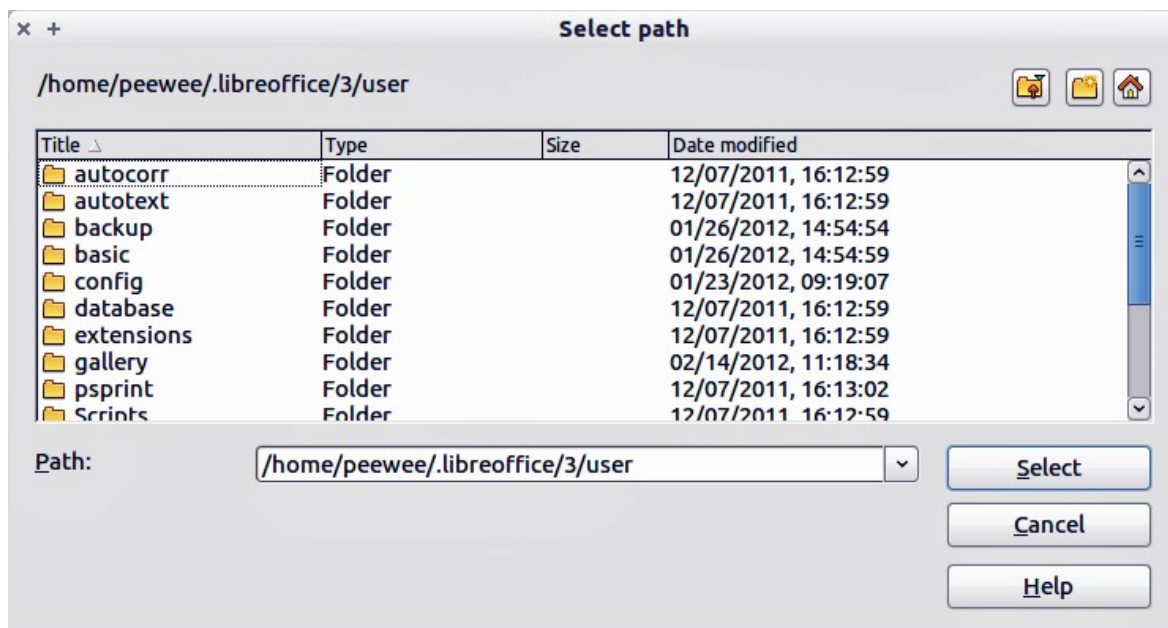 Select path
/home/peewee/.libreoffice/3/user
Title Type Size Date modified
autocorr Folder 12/07/2011, 16:12:59
autotext Folder 12/07/2011, 16:12:59
backup Folder 01/26/2012, 14:54:54
basic Folder 01/26/2012, 14:54:59
config Folder 01/23/2012, 09:19:07
database Folder 12/07/2011, 16:12:59
extensions Folder 12/07/2011, 16:12:59
gallery Folder 02/14/2012, 11:18:34
psprint Folder 12/07/2011, 16:13:02
Scripts Folder 12/07/2011, 16:12:59
Path: /home/peewee/.libreoffice/3/user Select
Cancel
Help